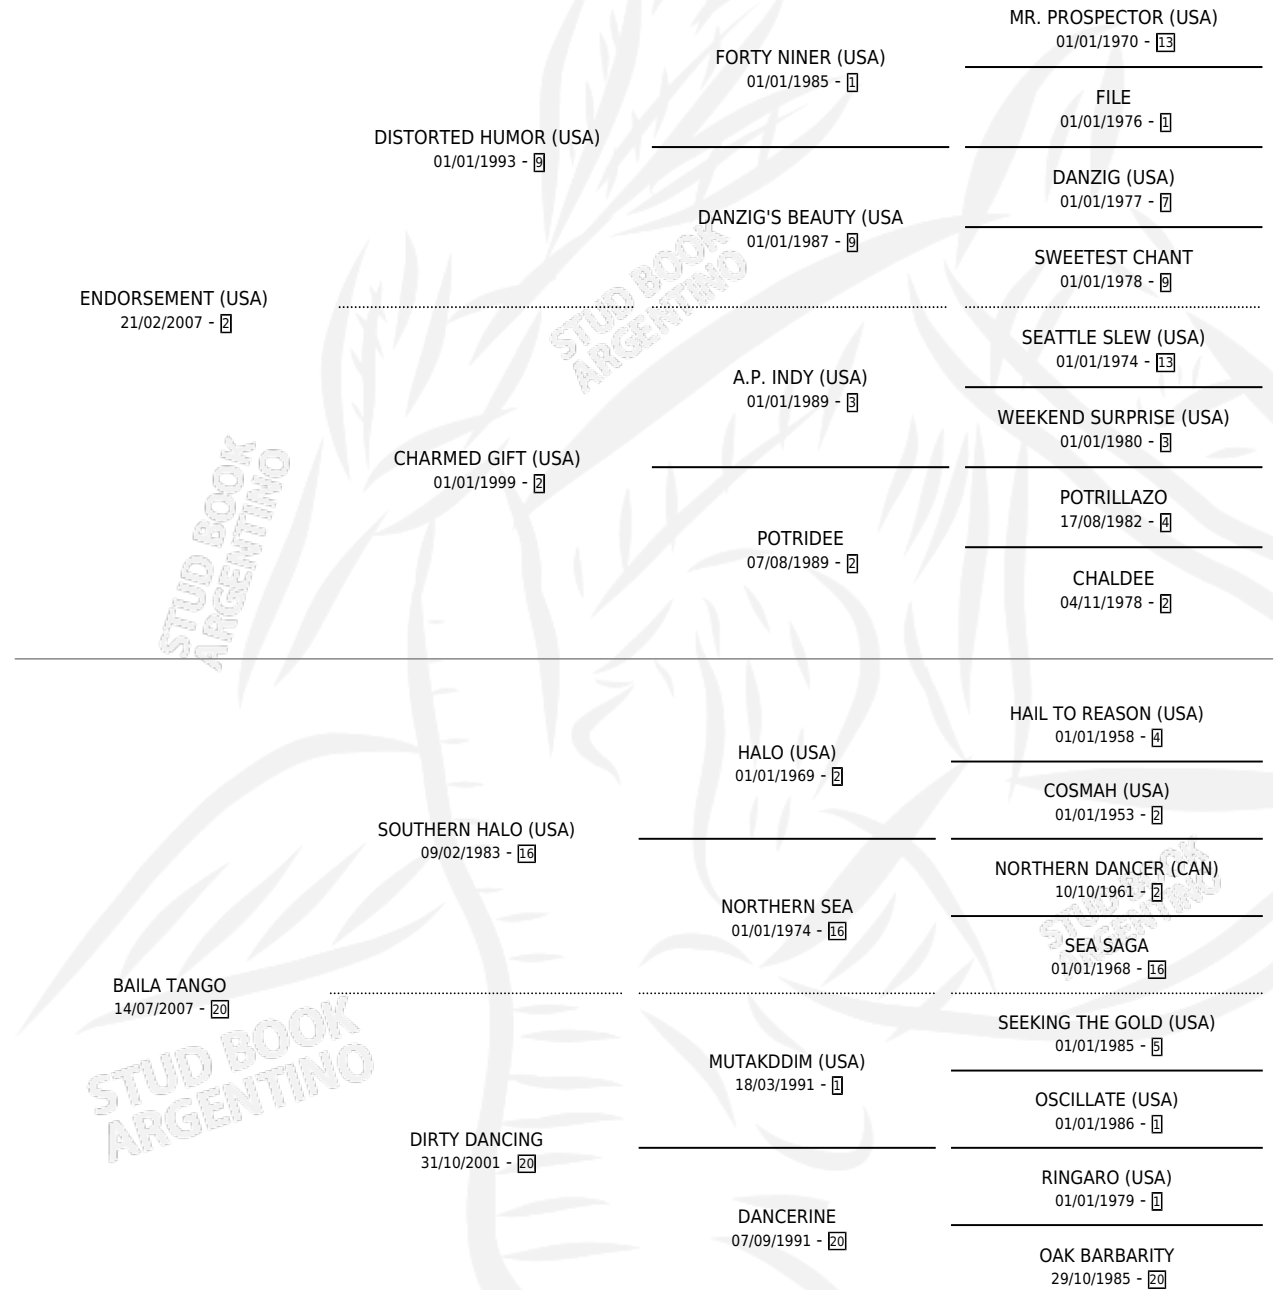 MR. PROSPECTOR (USA)
01/01/1970 - 13
FORTY NINER (USA)
01/01/1985 - 1
FILE
01/01/1976 - 1
DISTORTED HUMOR (USA)
01/01/1993 - 9
DANZIG (USA)
01/01/1977 - 7
DANZIG'S BEAUTY (USA
01/01/1987 - 9
SWEETEST CHANT
01/01/1978 - 9
ENDORSEMENT (USA)
21/02/2007 - 2
SEATTLE SLEW (USA)
01/01/1974 - 13
A.P. INDY (USA)
01/01/1989 - 3
WEEKEND SURPRISE (USA)
01/01/1980 - 3
CHARMED GIFT (USA)
01/01/1999 - 2
POTRILLAZO
17/08/1982 - 4
POTRIDEE
07/08/1989 - 2
CHALDEE
04/11/1978 - 2
HAIL TO REASON (USA)
01/01/1958 - 4
HALO (USA)
01/01/1969 - 2
COSMAH (USA)
01/01/1953 - 2
SOUTHERN HALO (USA)
09/02/1983 - 16
NORTHERN DANCER (CAN)
10/10/1961 - 2
NORTHERN SEA
01/01/1974 - 16
SEA SAGA
01/01/1968 - 16
BAILA TANGO
14/07/2007 - 20
SEEKING THE GOLD (USA)
01/01/1985 - 5
MUTAKDDIM (USA)
18/03/1991 - 1
OSCILLATE (USA)
01/01/1986 - 1
DIRTY DANCING
31/10/2001 - 20
RINGARO (USA)
01/01/1979 - 1
DANCERINE
07/09/1991 - 20
OAK BARBARITY
29/10/1985 - 20
STUD BOOK
ARGENTINO
STUD BOOK
ARGENTINO
STUD BOOK
ARGENTINO
STUD BOOK
ARGENTINO